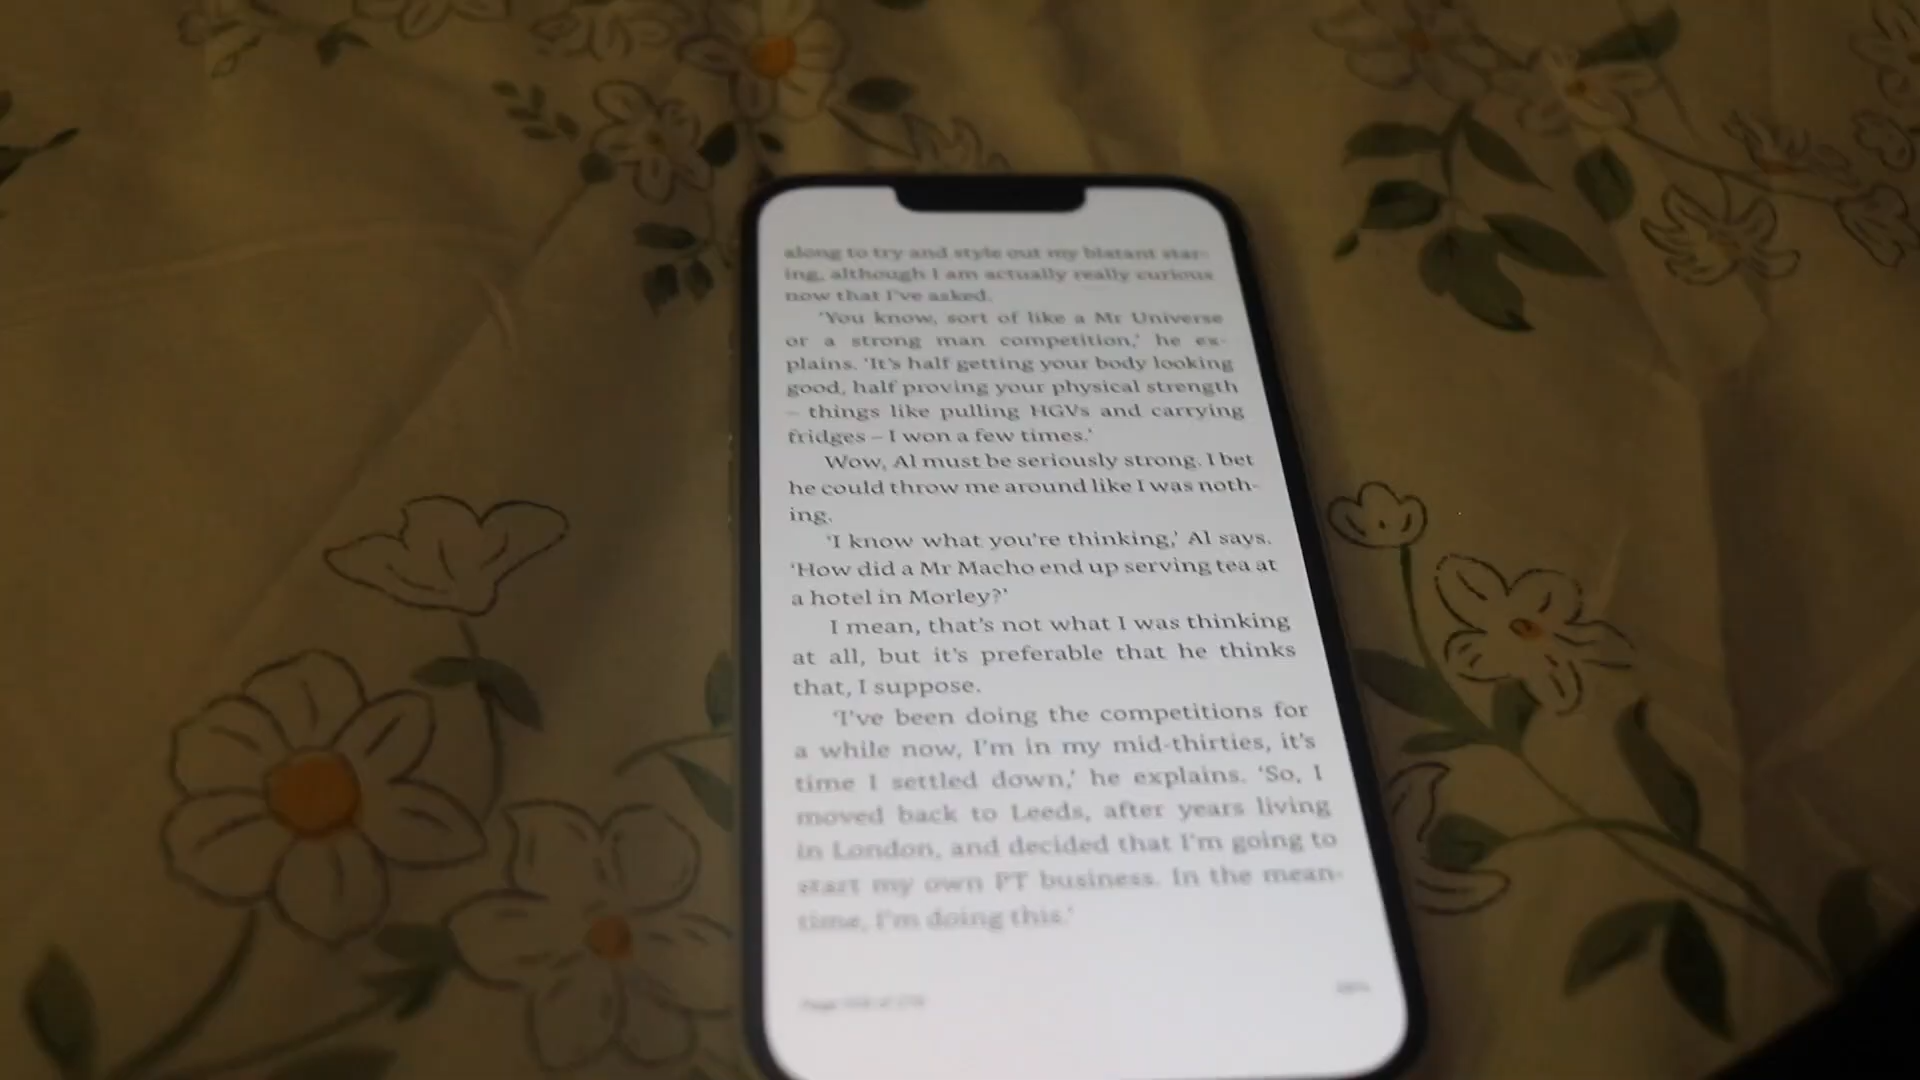 along to try and style out my blatant star-
ing, although I am actually really curious
now that I've asked.
'You know, sort of like a Mr Universe
or a strong man competition,' he ex-
plains. 'It's half getting your body looking
good, half proving your physical strength
– things like pulling HGVs and carrying
fridges – I won a few times.'
Wow, Al must be seriously strong. I bet
he could throw me around like I was noth-
ing.
'I know what you're thinking,' Al says.
'How did a Mr Macho end up serving tea at
a hotel in Morley?'
I mean, that's not what I was thinking
at all, but it's preferable that he thinks
that, I suppose.
'I've been doing the competitions for
a while now, I'm in my mid-thirties, it's
time I settled down,' he explains. 'So, I
moved back to Leeds, after years living
in London, and decided that I'm going to
start my own PT business. In the mean-
time, I'm doing this.'
Page of